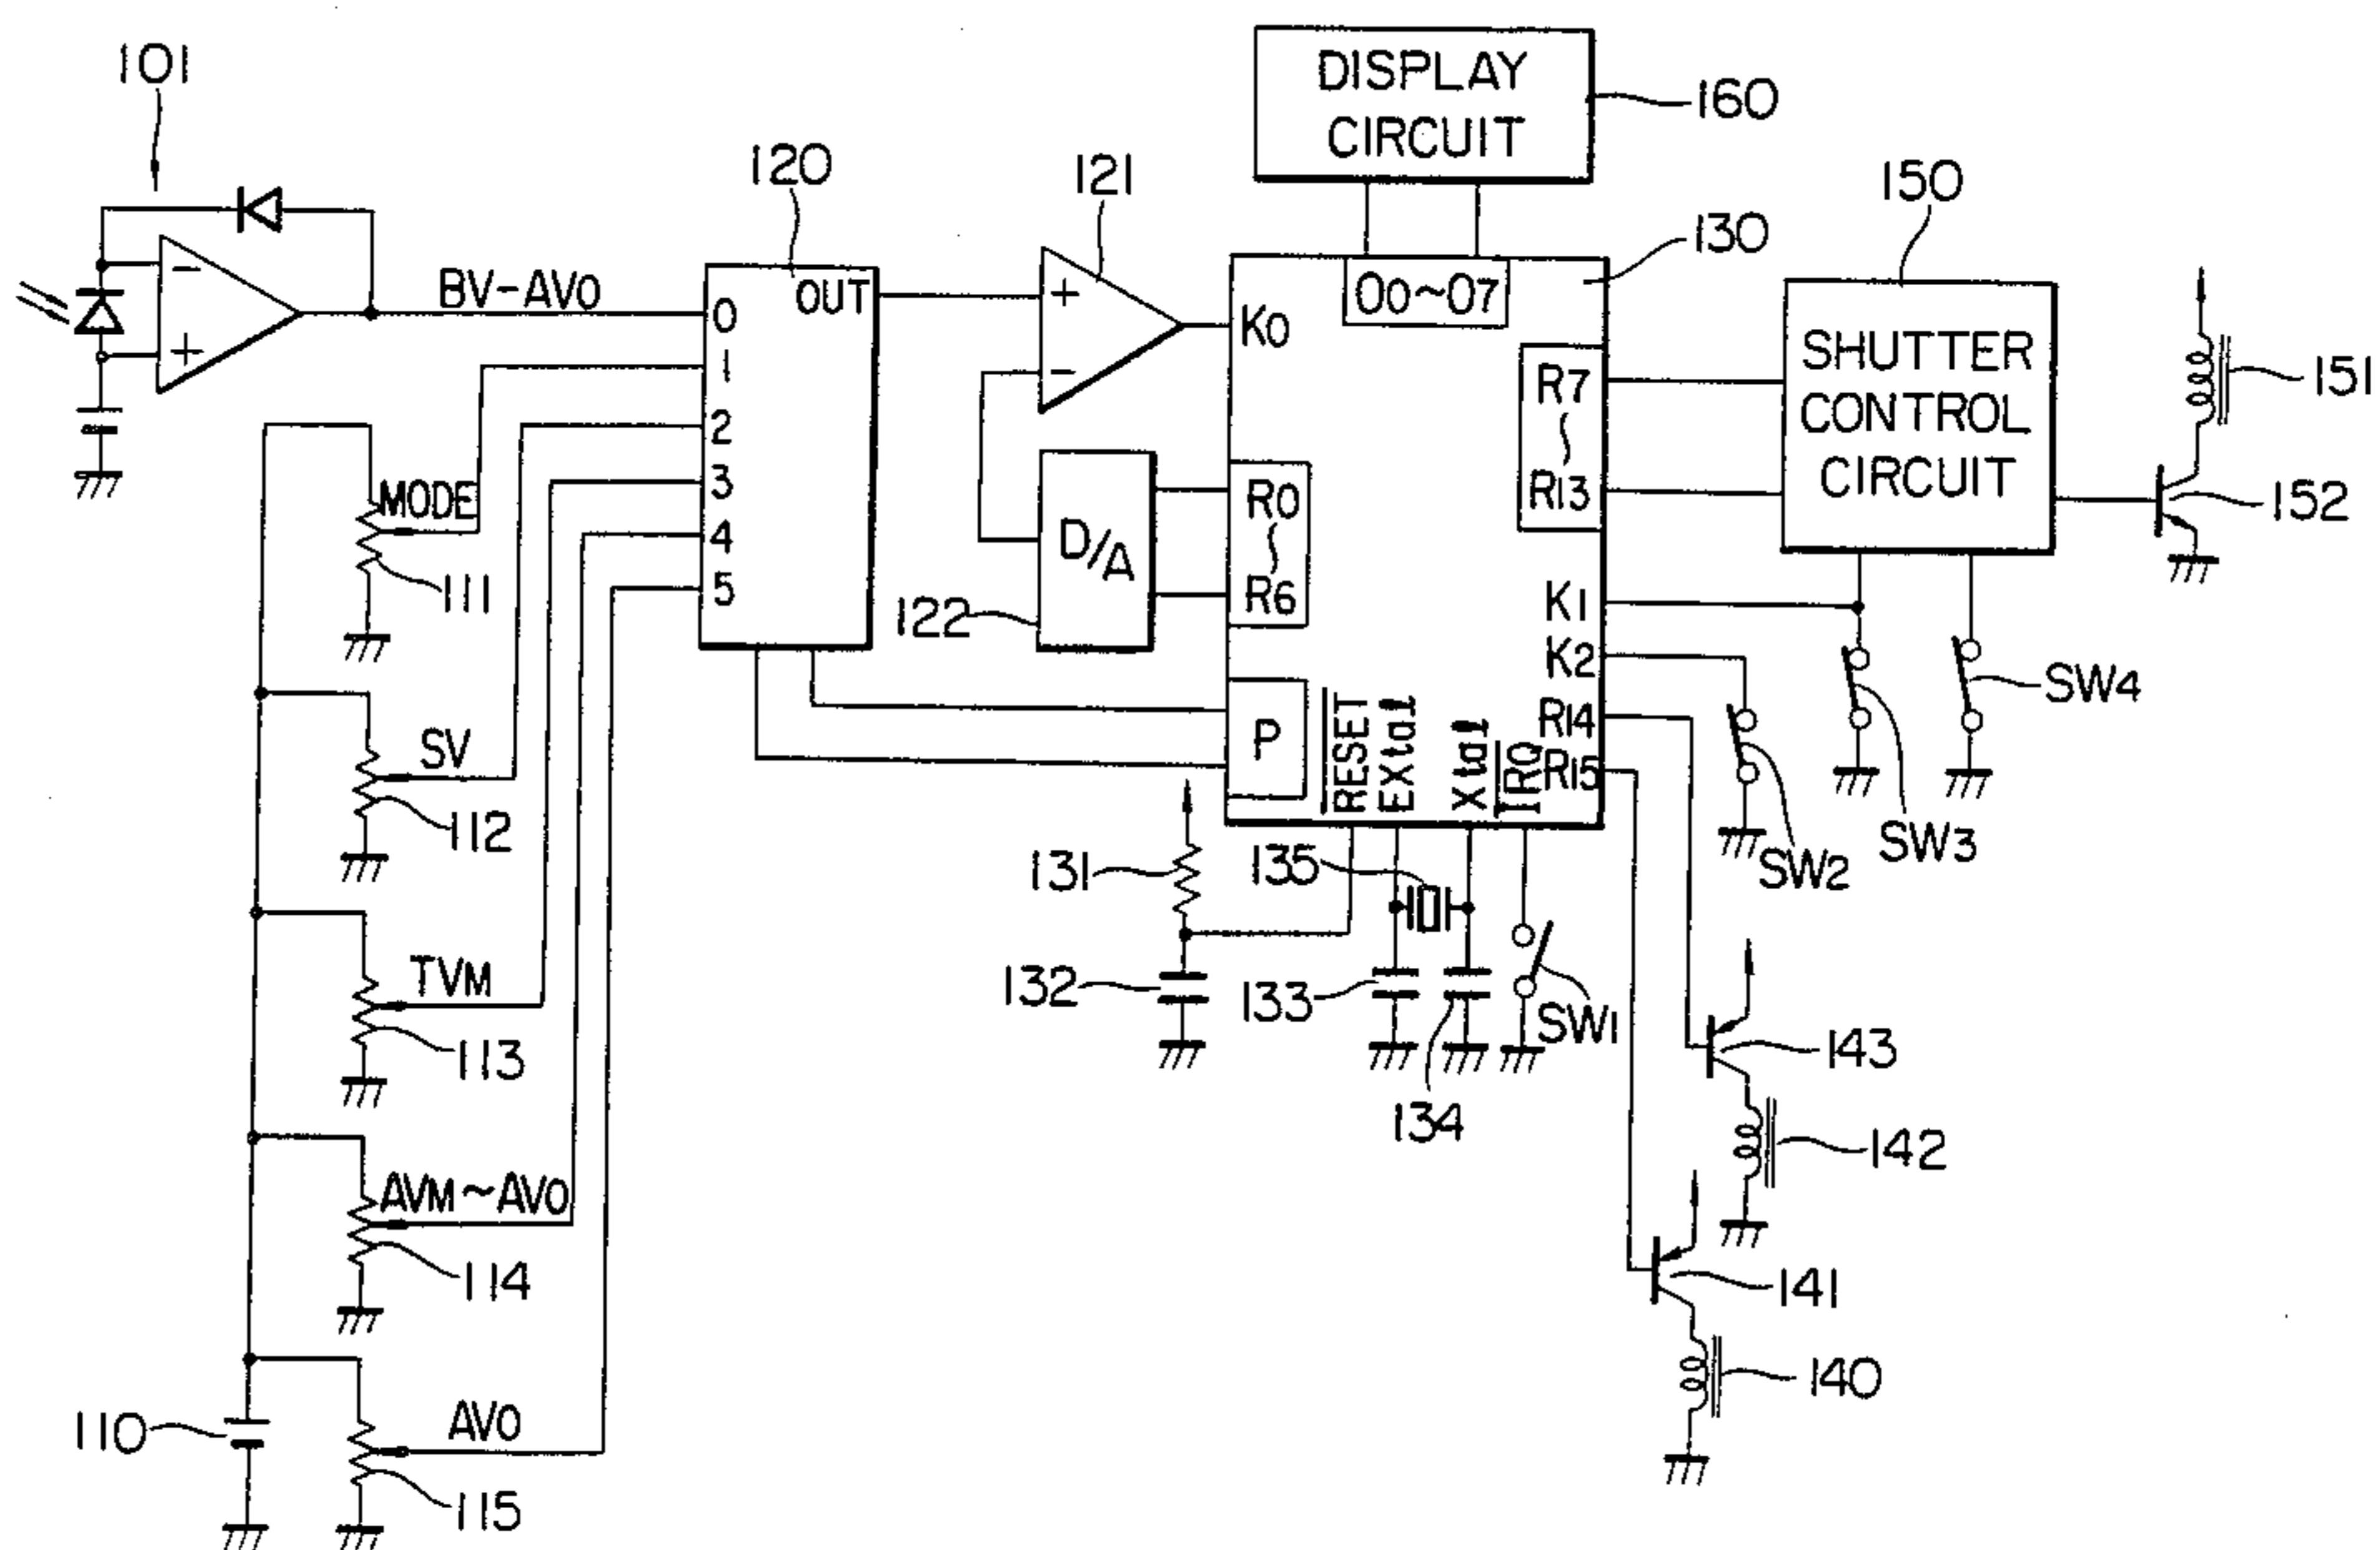 101
DISPLAY
CIRCUIT
160
120
121
150
130
BV-AVO
OUT
0
1
2
3
4
5
+
−
−
+
K0
O0~O7
R7
R13
SHUTTER
CONTROL
CIRCUIT
151
152
MODE
111
D/A
122
R0
R6
K1
K2
R14
R15
P
RESET
EXtal
Xtal
IRQ
SW4
SW3
SW2
SV
112
131
135
132
133
134
SW1
TVM
113
143
142
AVM~AVO
114
141
140
110
AVO
115